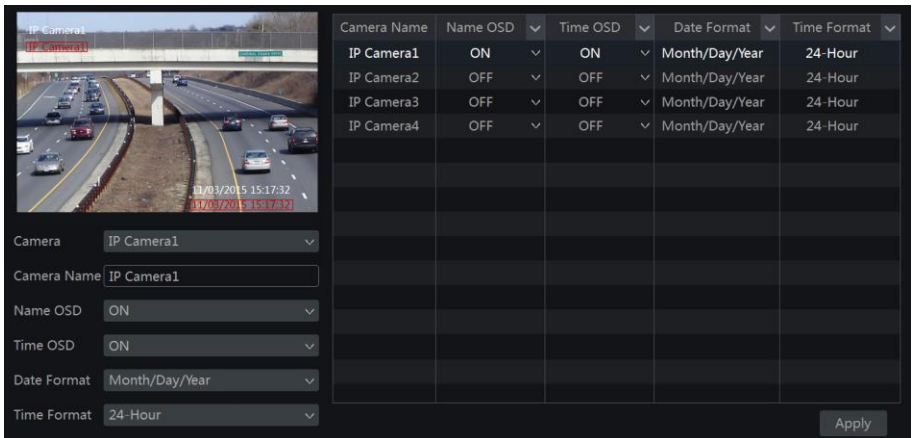 IP Camera1
IP Camera1
11/03/2015 15:17:32
11/03/2015 15:17:32
Camera IP Camera1
Camera Name IP Camera1
Name OSD ON
Time OSD ON
Date Format Month/Day/Year
Time Format 24-Hour
Camera Name Name OSD Time OSD Date Format Time Format
IP Camera1 ON ON Month/Day/Year 24-Hour
IP Camera2 OFF OFF Month/Day/Year 24-Hour
IP Camera3 OFF OFF Month/Day/Year 24-Hour
IP Camera4 OFF OFF Month/Day/Year 24-Hour
Apply